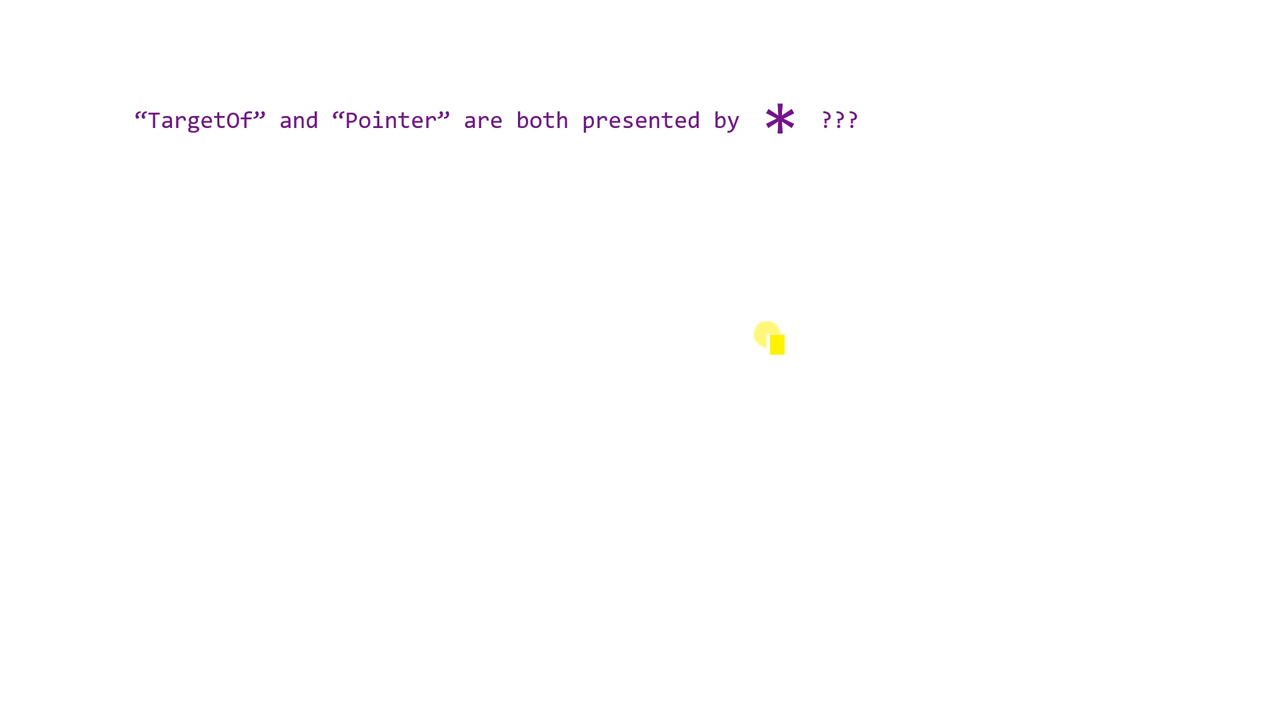 “TargetOf” and “Pointer” are both presented by * ???